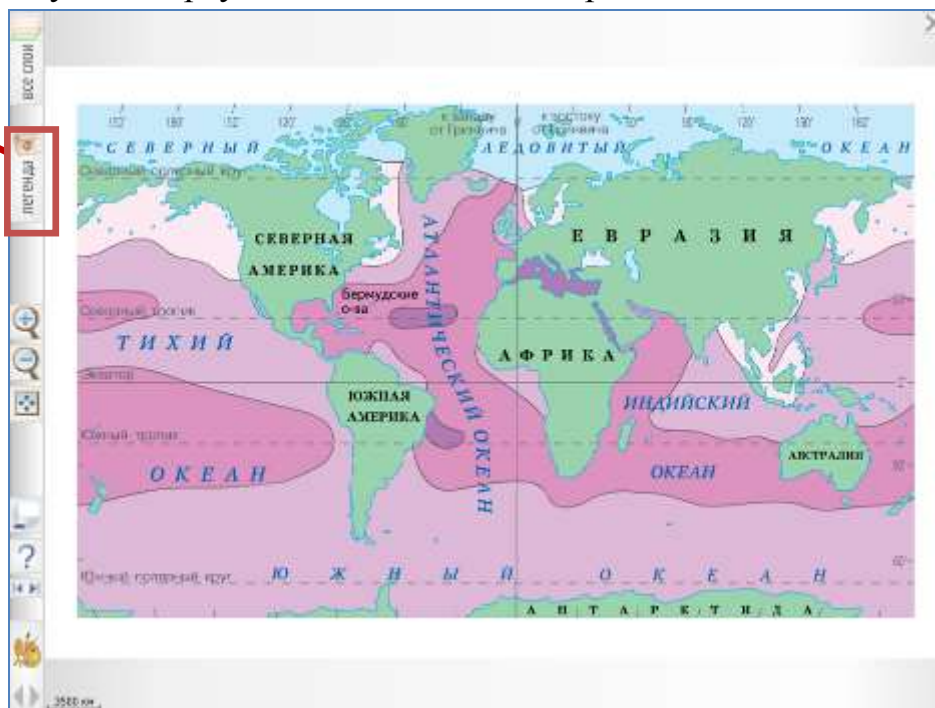 все слои
легенда
к западу от Гринвича
к востоку от Гринвича
СЕВЕРНЫЙ ЛЕДОВИТЫЙ ОКЕАН
Северный полярный круг
СЕВЕРНАЯ
АМЕРИКА
ЕВРАЗИЯ
АТЛАНТИЧЕСКИЙ ОКЕАН
Бермудские
о-ва
Северный тропик
ТИХИЙ
АФРИКА
Экватор
ЮЖНАЯ
АМЕРИКА
ИНДИЙСКИЙ
Южный тропик
АВСТРАЛИЯ
ОКЕАН
ОКЕАН
Южный полярный круг
ЮЖНЫЙ ОКЕАН
АНТАРКТИДА
?
3580 км